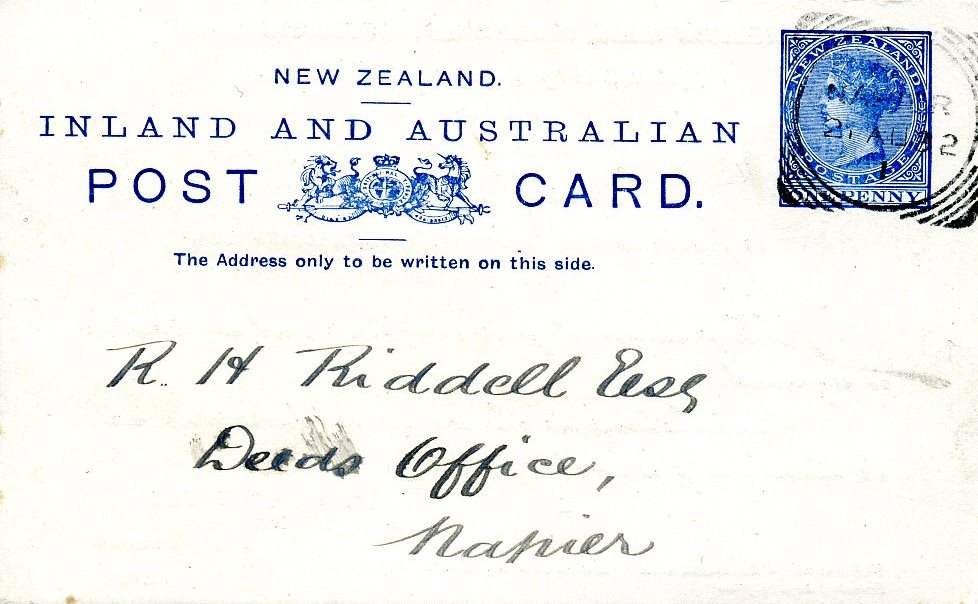 NEW ZEALAND.
INLAND AND AUSTRALIAN
POST CARD.
The Address only to be written on this side.
NEW ZEALAND
POSTAGE
PENNY
R. H Riddell Esq
Deeds Office,
Napier